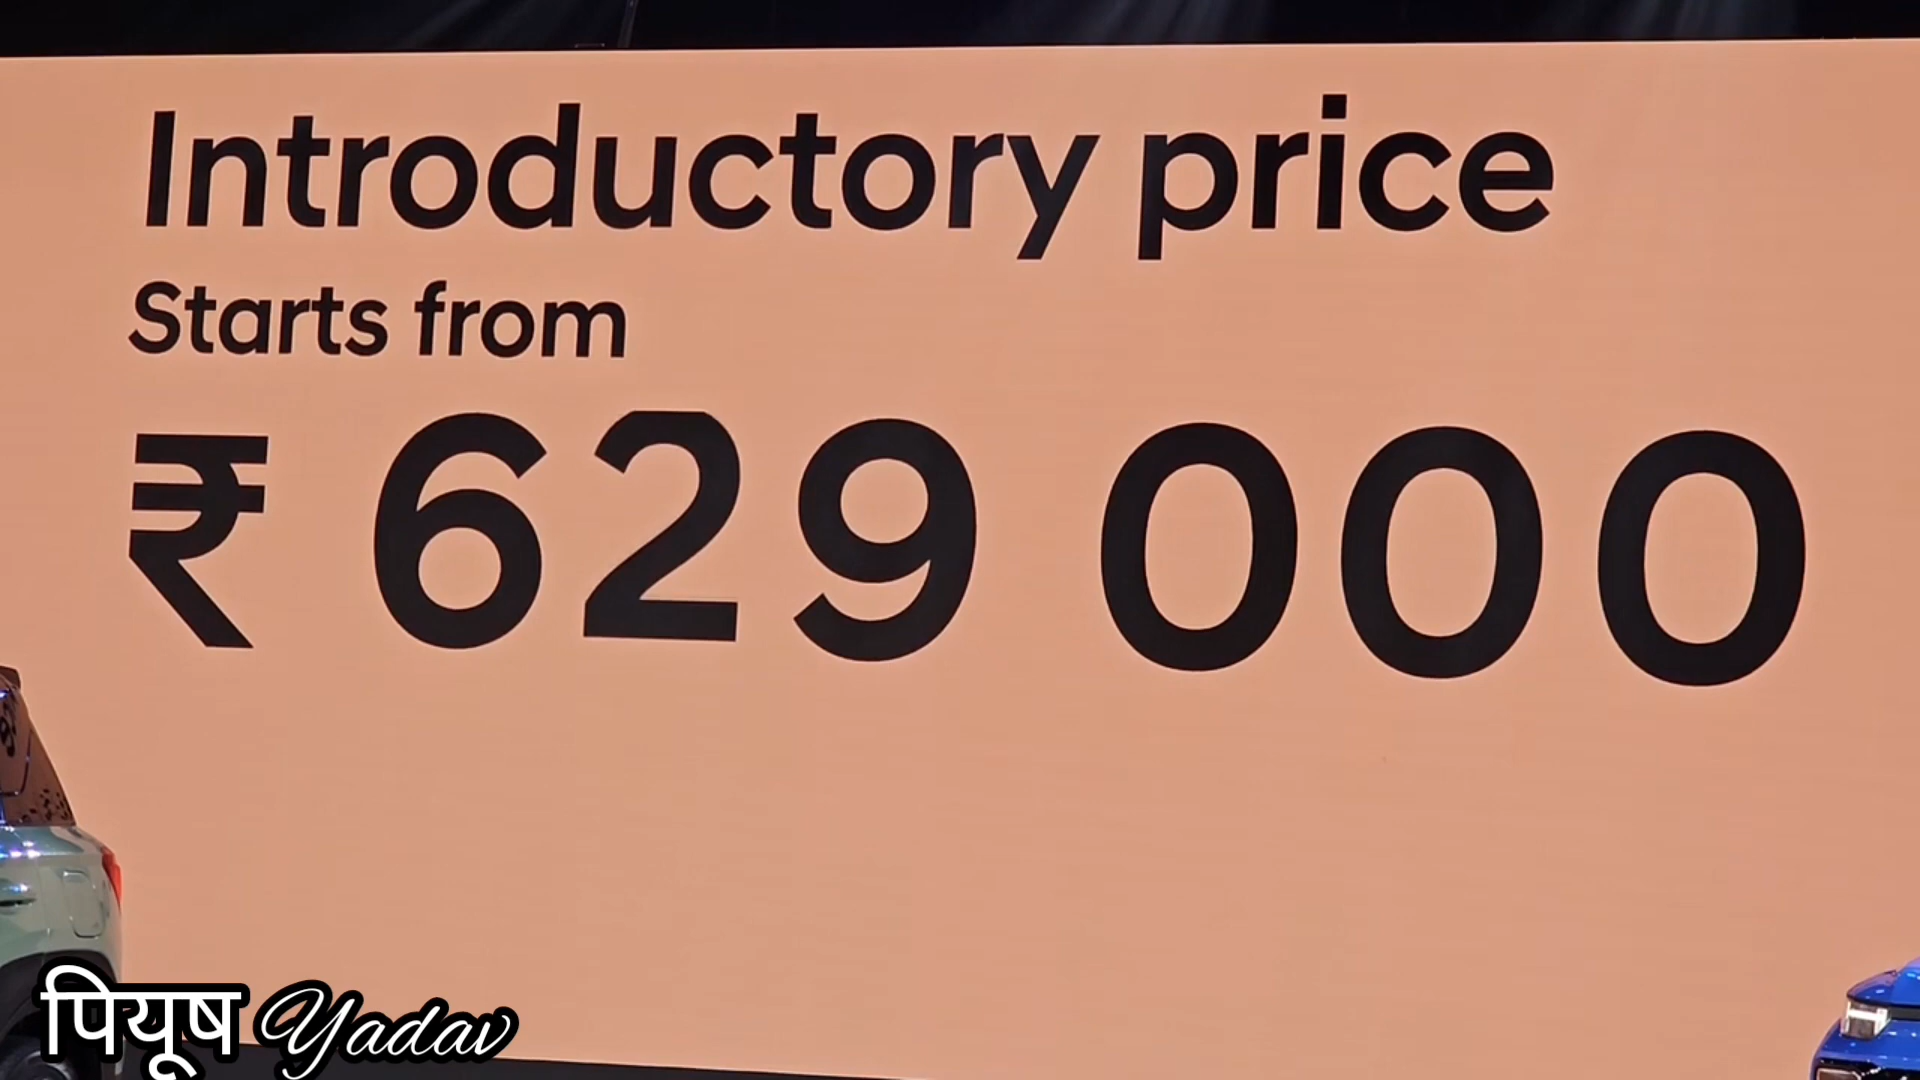 Introductory price
Starts from
₹ 629 000
पियूष Yadav